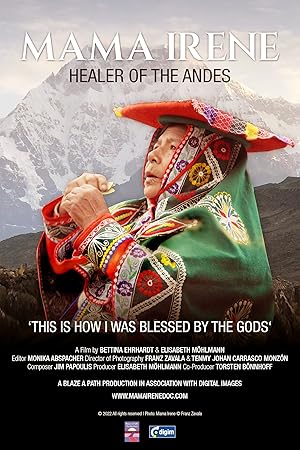 MAMA IRENE
HEALER OF THE ANDES
‘THIS IS HOW I WAS BLESSED BY THE GODS‘
A Film by BETTINA EHRHARDT & ELISABETH MÖHLMANN
Editor MONIKA ABSPACHER Director of Photography FRANZ ZAVALA & TEMMY JOHAN CARRASCO MONZÓN
Composer JIM PAPOULIS Producer ELISABETH MÖHLMANN Co-Producer TORSTEN BÖNNHOFF
A BLAZE A PATH PRODUCTION IN ASSOCIATION WITH DIGITAL IMAGES
WWW.MAMAIRENEDOC.COM
© 2022 All rights reserved I Photo: Mama Irene © Franz Zavala
digim